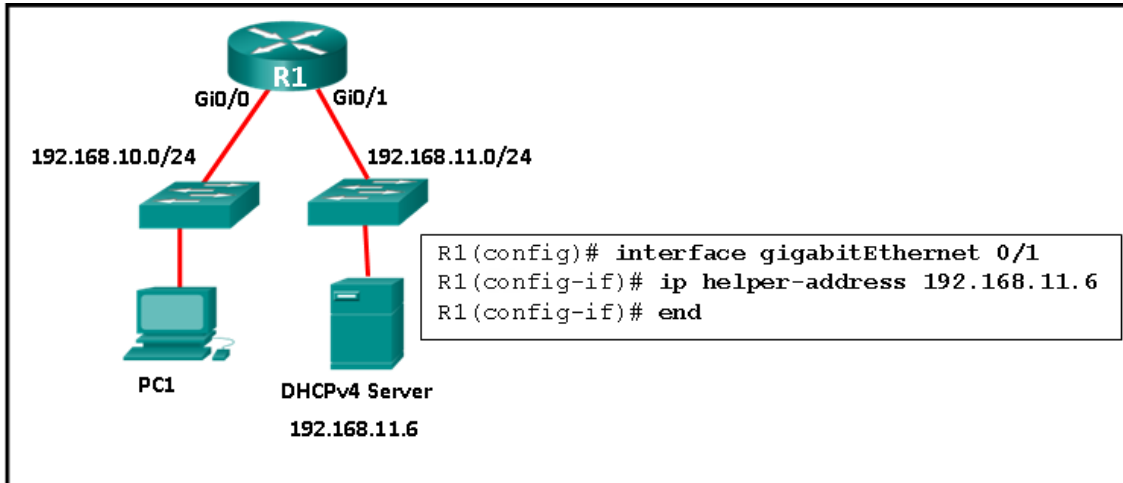 R1
Gi0/0
Gi0/1
192.168.10.0/24
192.168.11.0/24
R1(config)# interface gigabitEthernet 0/1
R1(config-if)# ip helper-address 192.168.11.6
R1(config-if)# end
PC1
DHCPv4 Server
192.168.11.6